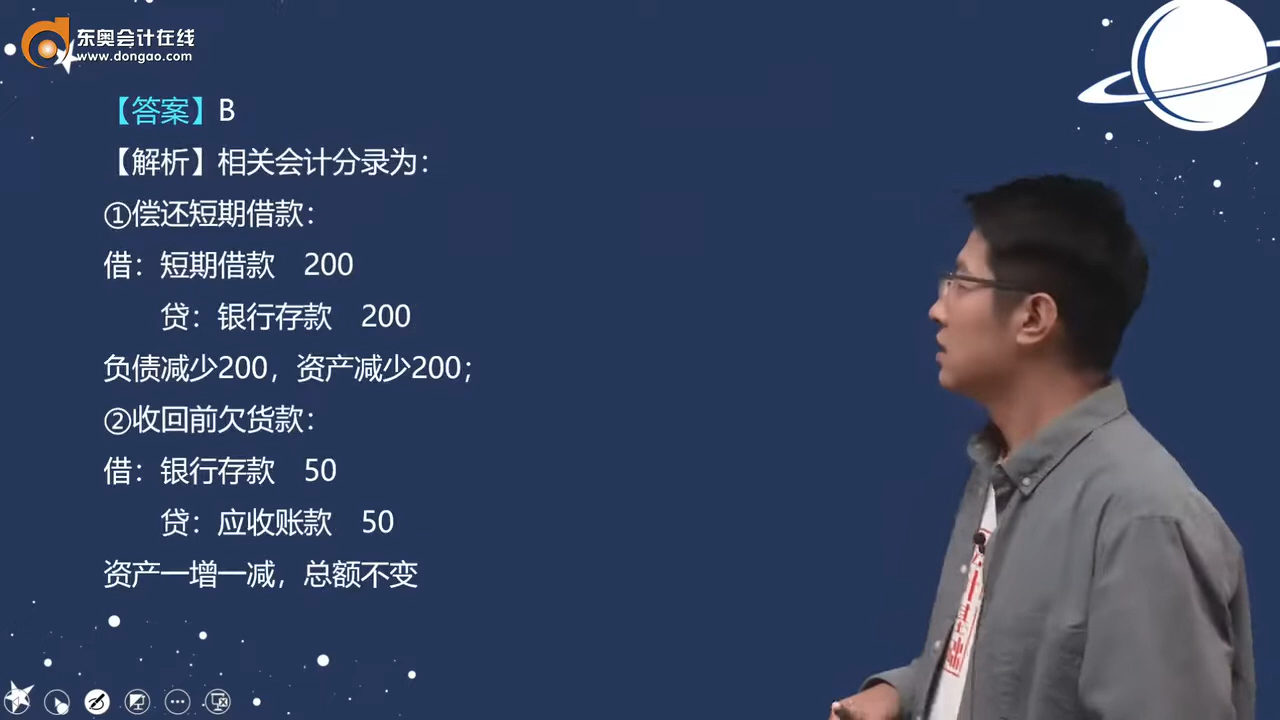 东奥会计在线
www.dongao.com
【答案】B
【解析】相关会计分录为：
①偿还短期借款：
借：短期借款 200
贷：银行存款 200
负债减少200，资产减少200；
②收回前欠货款：
借：银行存款 50
贷：应收账款 50
资产一增一减，总额不变